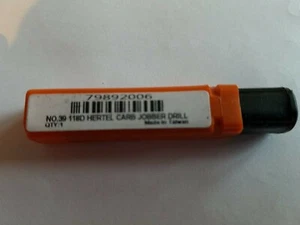 79892006
NO.39 118D HERTEL CARB JOBBER DRILL
QTY:1 Made in Taiwan